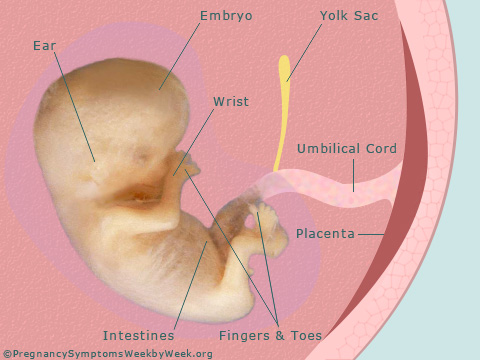 Embryo
Yolk Sac
Ear
Wrist
Umbilical Cord
Placenta
Intestines
Fingers & Toes
©PregnancySymptomsWeekbyWeek.org